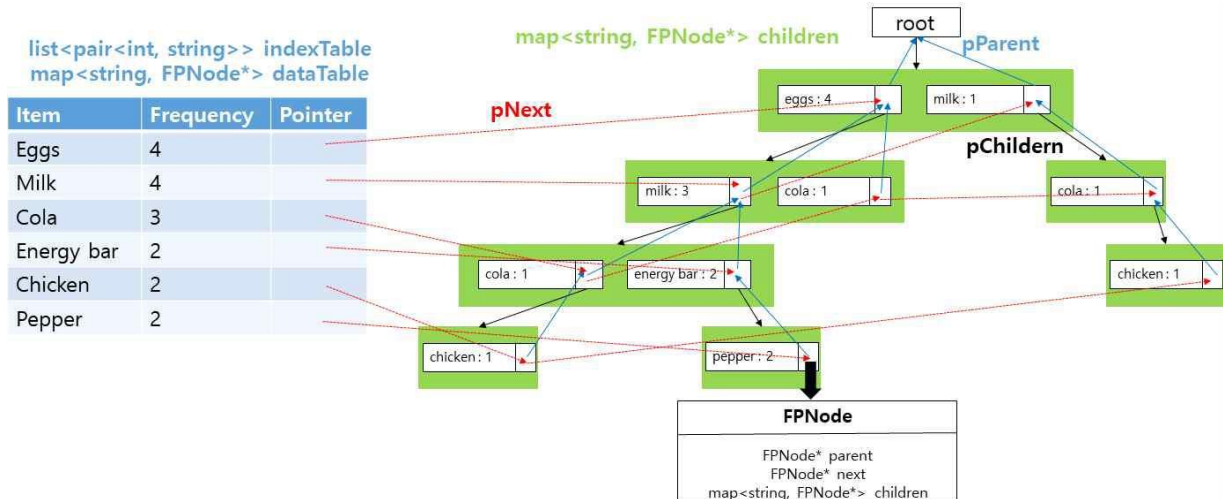 root
list<pair<int, string>> indexTable
map<string, FPNode*> dataTable
map<string, FPNode*> children
pParent
Item Frequency Pointer
Eggs 4
Milk 4
Cola 3
Energy bar 2
Chicken 2
Pepper 2
pNext
eggs : 4
milk : 1
pChildern
milk : 3
cola : 1
cola : 1
cola : 1
energy bar : 2
chicken : 1
chicken : 1
pepper : 2
FPNode
FPNode* parent
FPNode* next
map<string, FPNode*> children